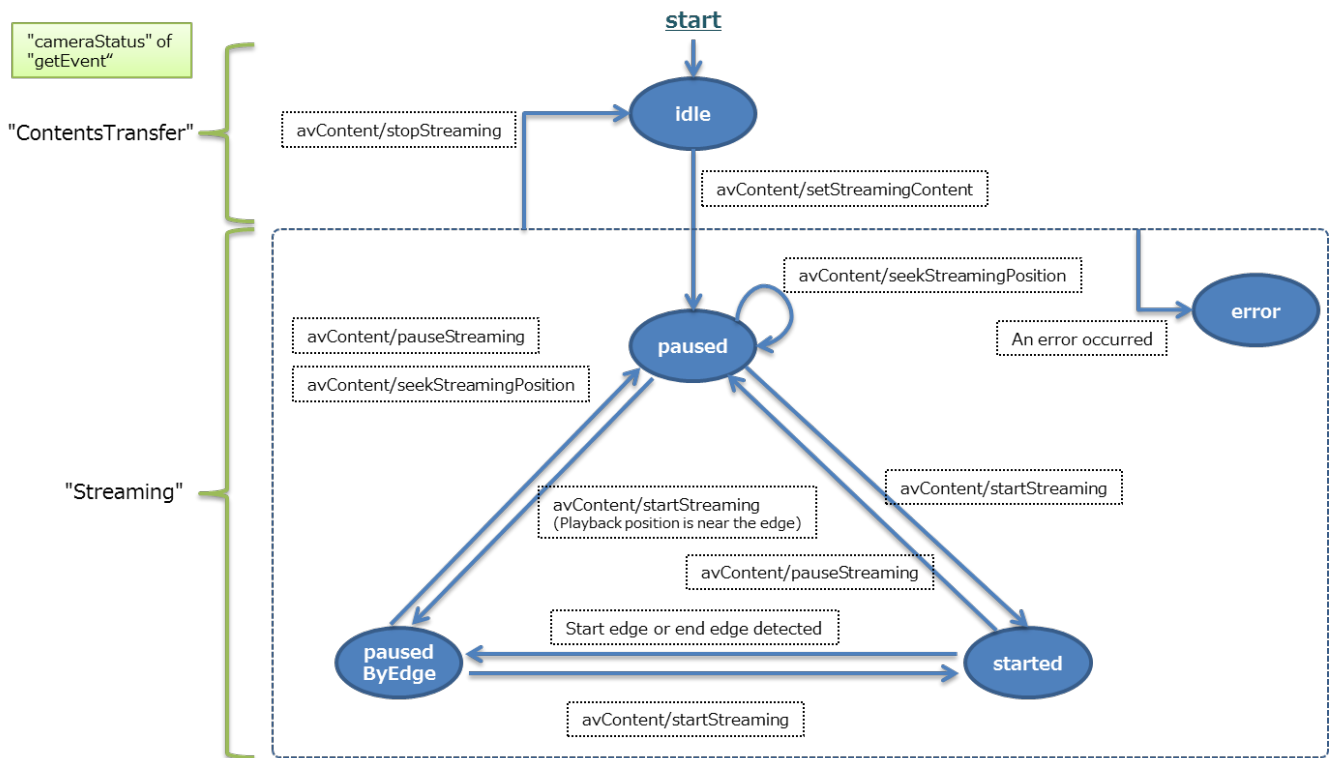 start
"cameraStatus" of
"getEvent“
idle
"ContentsTransfer"
avContent/stopStreaming
avContent/setStreamingContent
avContent/seekStreamingPosition
error
An error occurred
avContent/pauseStreaming
paused
avContent/seekStreamingPosition
"Streaming"
avContent/startStreaming
avContent/startStreaming
(Playback position is near the edge)
avContent/pauseStreaming
Start edge or end edge detected
paused
ByEdge
started
avContent/startStreaming